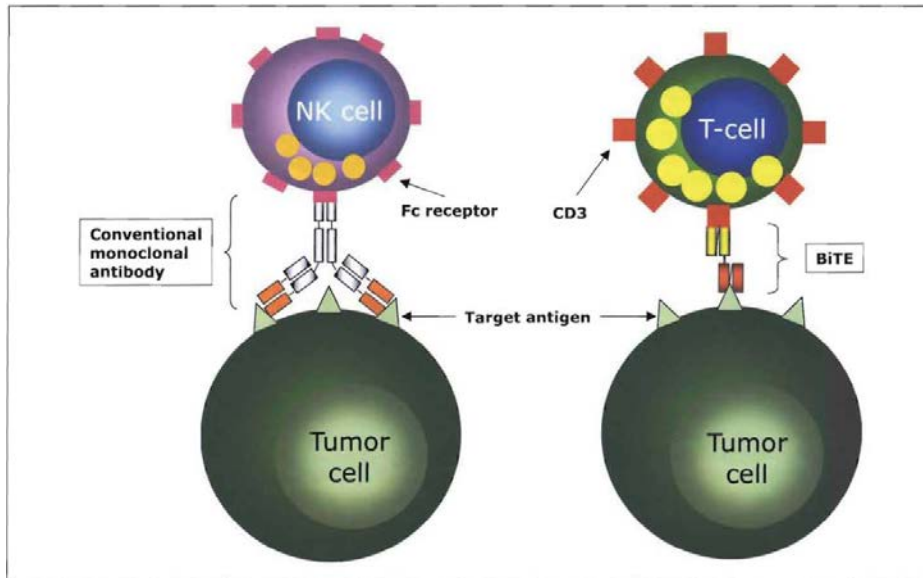 NK cell
T-cell
Fc receptor
CD3
Conventional
monoclonal
antibody
BiTE
Target antigen
Tumor
cell
Tumor
cell